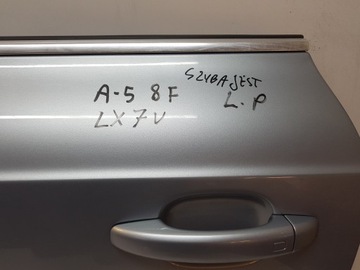 A-5 8F
LX7V
SZYBA JEST
L.P